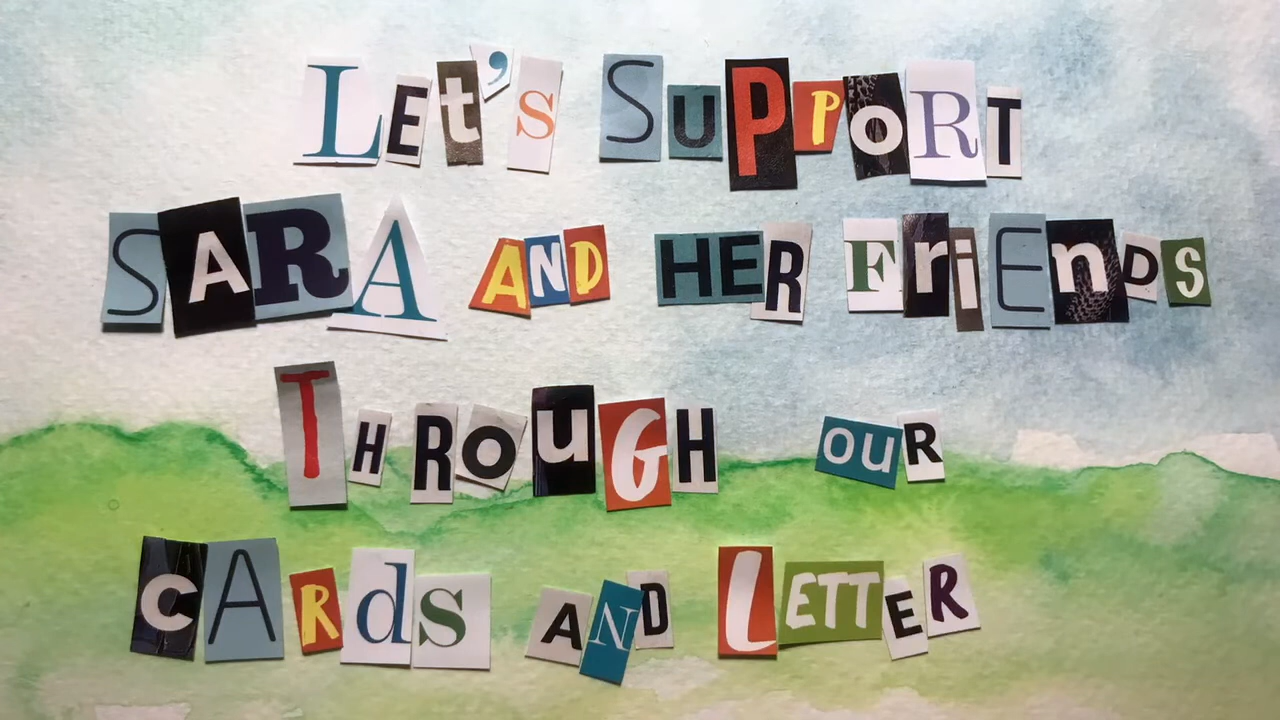 Let's Support
SARA AND HER FriEnDS
THROuGH ouR
cARds AND LETTER